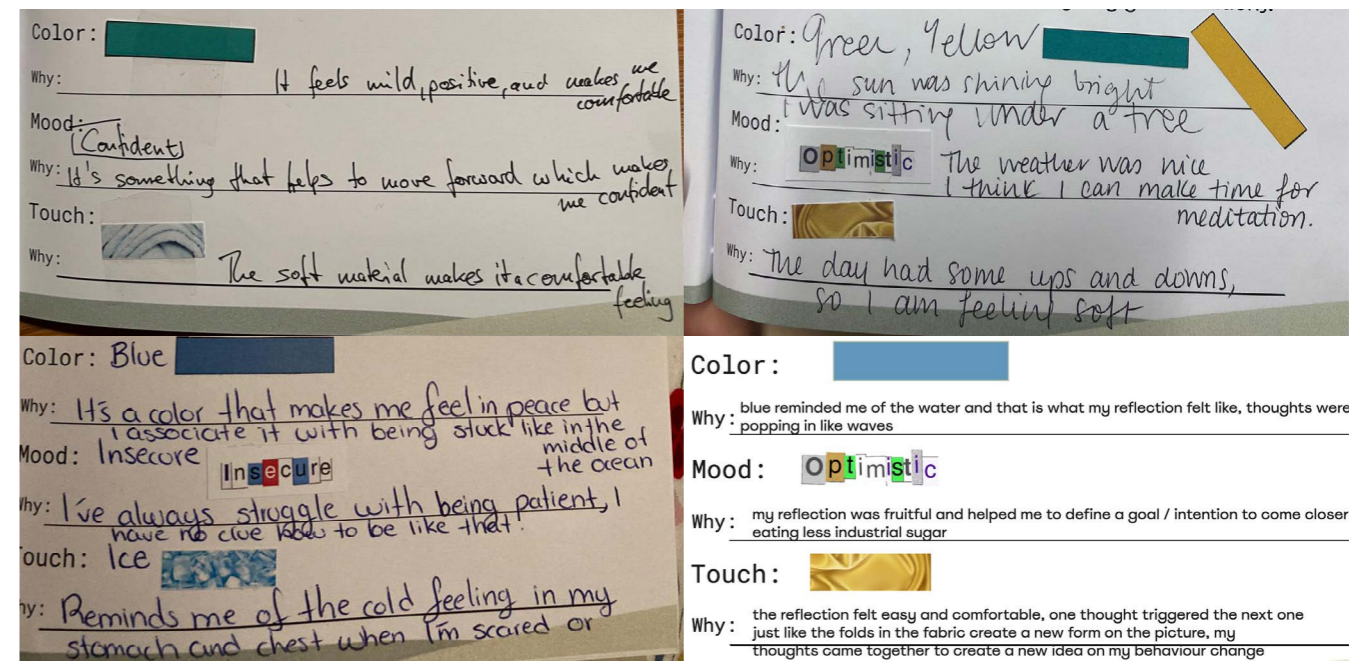 Color:
Why: It feels mild, positive, and makes me
comfortable
Mood:
(Confident)
Why: It's something that helps to move forward which makes
me confident
Touch:
Why: The soft material makes it a comfortable
feeling
Color: Green, Yellow
Why: The sun was shining bright
I was sitting under a tree
Mood: Optimistic
Why: The weather was nice
I think I can make time for
meditation.
Touch:
Why: The day had some ups and downs,
so I am feeling soft
Color: Blue
Why: It's a color that makes me feel in peace but
I associate it with being stuck like in the
middle of
the ocean
Mood: Insecure
Insecure
Why: I've always struggle with being patient, I
have no clue how to be like that!
Touch: Ice
Why: Reminds me of the cold feeling in my
stomach and chest when I'm scared or
Color:
Why: blue reminded me of the water and that is what my reflection felt like, thoughts were
popping in like waves
Mood: Optimistic
Why: my reflection was fruitful and helped me to define a goal / intention to come closer
eating less industrial sugar
Touch:
Why: the reflection felt easy and comfortable, one thought triggered the next one
just like the folds in the fabric create a new form on the picture, my
thoughts came together to create a new idea on my behaviour change